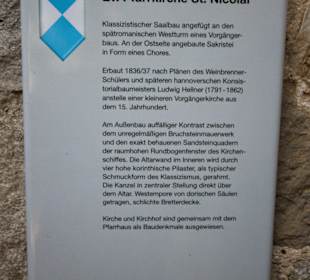 Ev. Pfarrkirche St. Nicolai
Klassizistischer Saalbau angefügt an den
spätromanischen Westturm eines Vorgänger-
baus. An der Ostseite angebaute Sakristei
in Form eines Chores.
Erbaut 1836/37 nach Plänen des Weinbrenner-
Schülers und späteren hannoverschen Konsis-
torialbaumeisters Ludwig Hellner (1791-1862)
anstelle einer kleineren Vorgängerkirche aus
dem 15. Jahrhundert.
Am Außenbau auffälliger Kontrast zwischen
dem unregelmäßigen Bruchsteinmauerwerk
und den exakt behauenen Sandsteinquadern
der raumhohen Rundbogenfenster des Kirchen-
schiffes. Die Altarwand im Inneren wird durch
vier hohe korinthische Pilaster, als typischer
Schmuckform des Klassizismus, gerahmt.
Die Kanzel in zentraler Stellung direkt über
dem Altar. Westempore von dorischen Säulen
getragen, schlichte Bretterdecke.
Kirche und Kirchhof sind gemeinsam mit dem
Pfarrhaus als Baudenkmale ausgewiesen.